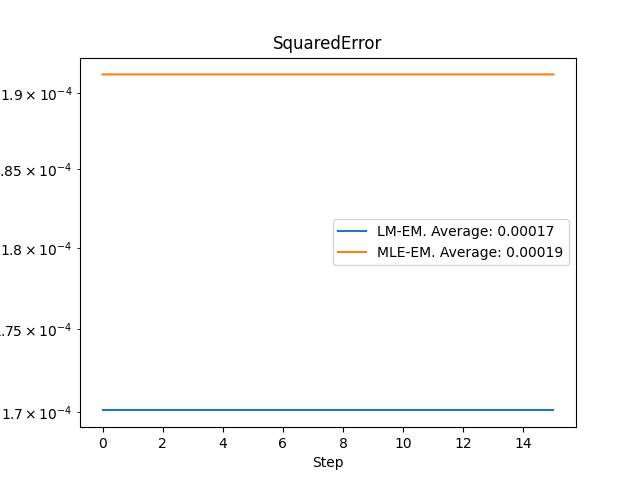 SquaredError
1.9 × 10⁻⁴
.85 × 10⁻⁴
1.8 × 10⁻⁴
.75 × 10⁻⁴
1.7 × 10⁻⁴
LM-EM. Average: 0.00017
MLE-EM. Average: 0.00019
0 2 4 6 8 10 12 14
Step